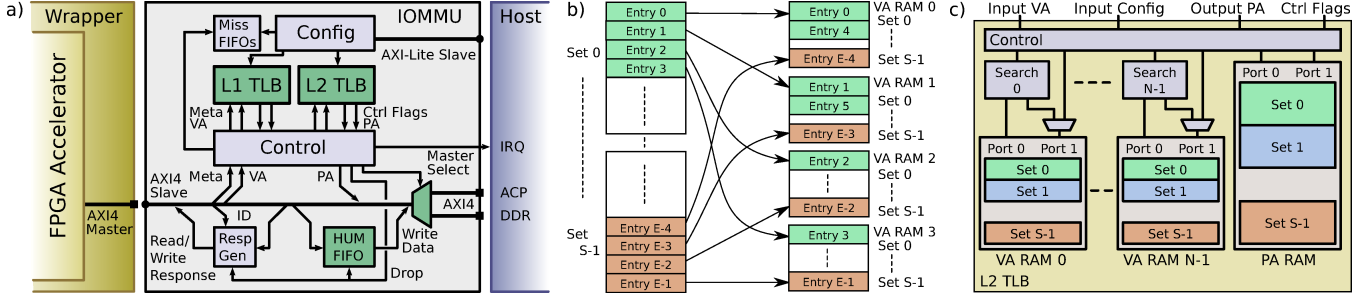 a)
Wrapper
FPGA Accelerator
AXI4
Master
IOMMU
Miss
FIFOs
Config
AXI-Lite Slave
L1 TLB
L2 TLB
Meta
VA
Ctrl Flags
PA
Control
Meta
VA
PA
Master
Select
AXI4
Slave
ID
AXI4
Read/
Write
Response
Resp
Gen
HUM
FIFO
Write
Data
Drop
Host
IRQ
ACP
DDR
b)
Set 0
Entry 0
Entry 1
Entry 2
Entry 3
Set
S-1
Entry E-4
Entry E-3
Entry E-2
Entry E-1
Entry 0
Entry 4
Entry E-4
VA RAM 0
Set 0
Set S-1
Entry 1
Entry 5
Entry E-3
VA RAM 1
Set 0
Set S-1
Entry 2
Entry E-2
VA RAM 2
Set 0
Set S-1
Entry 3
Entry E-1
VA RAM 3
Set 0
Set S-1
c)
Input VA
Input Config
Output PA
Ctrl Flags
Control
Search
0
Search
N-1
Port 0 Port 1
Set 0
Set 1
Set S-1
VA RAM 0
Port 0 Port 1
Set 0
Set 1
Set S-1
VA RAM N-1
Port 0 Port 1
Set 0
Set 1
Set S-1
PA RAM
L2 TLB